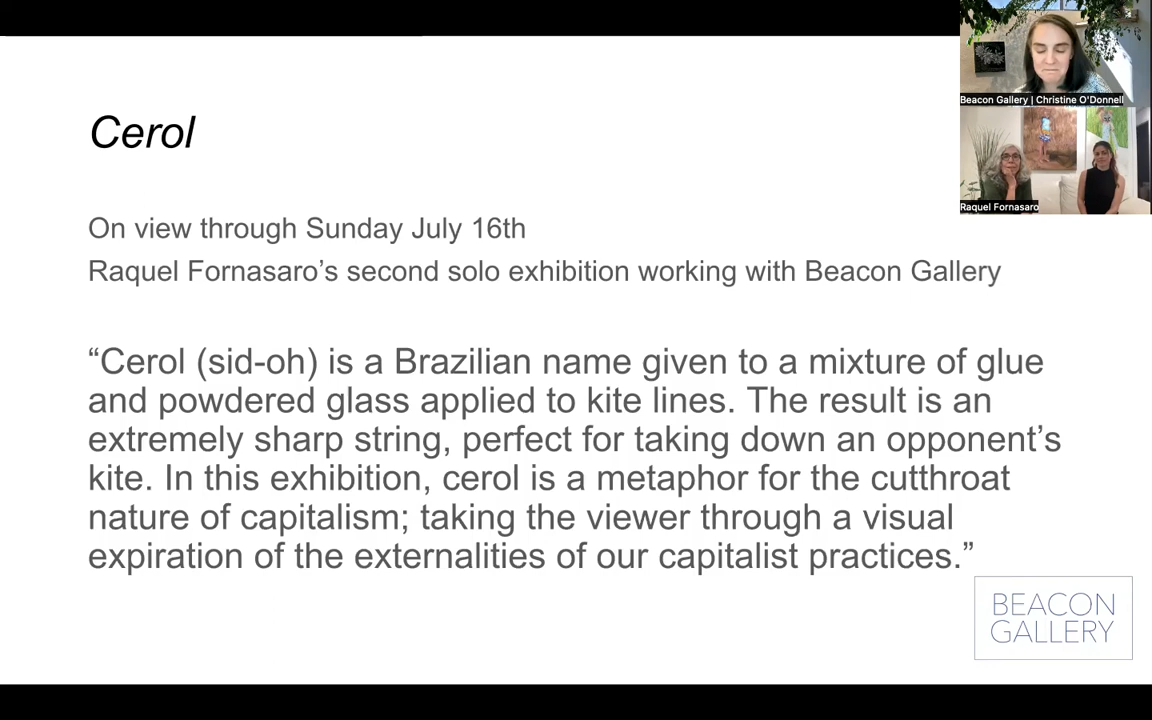 Cerol
On view through Sunday July 16th
Raquel Fornasaro’s second solo exhibition working with Beacon Gallery
“Cerol (sid-oh) is a Brazilian name given to a mixture of glue
and powdered glass applied to kite lines. The result is an
extremely sharp string, perfect for taking down an opponent’s
kite. In this exhibition, cerol is a metaphor for the cutthroat
nature of capitalism; taking the viewer through a visual
expiration of the externalities of our capitalist practices.”
BEACON
GALLERY
Beacon Gallery | Christine O'Donnell
Raquel Fornasaro